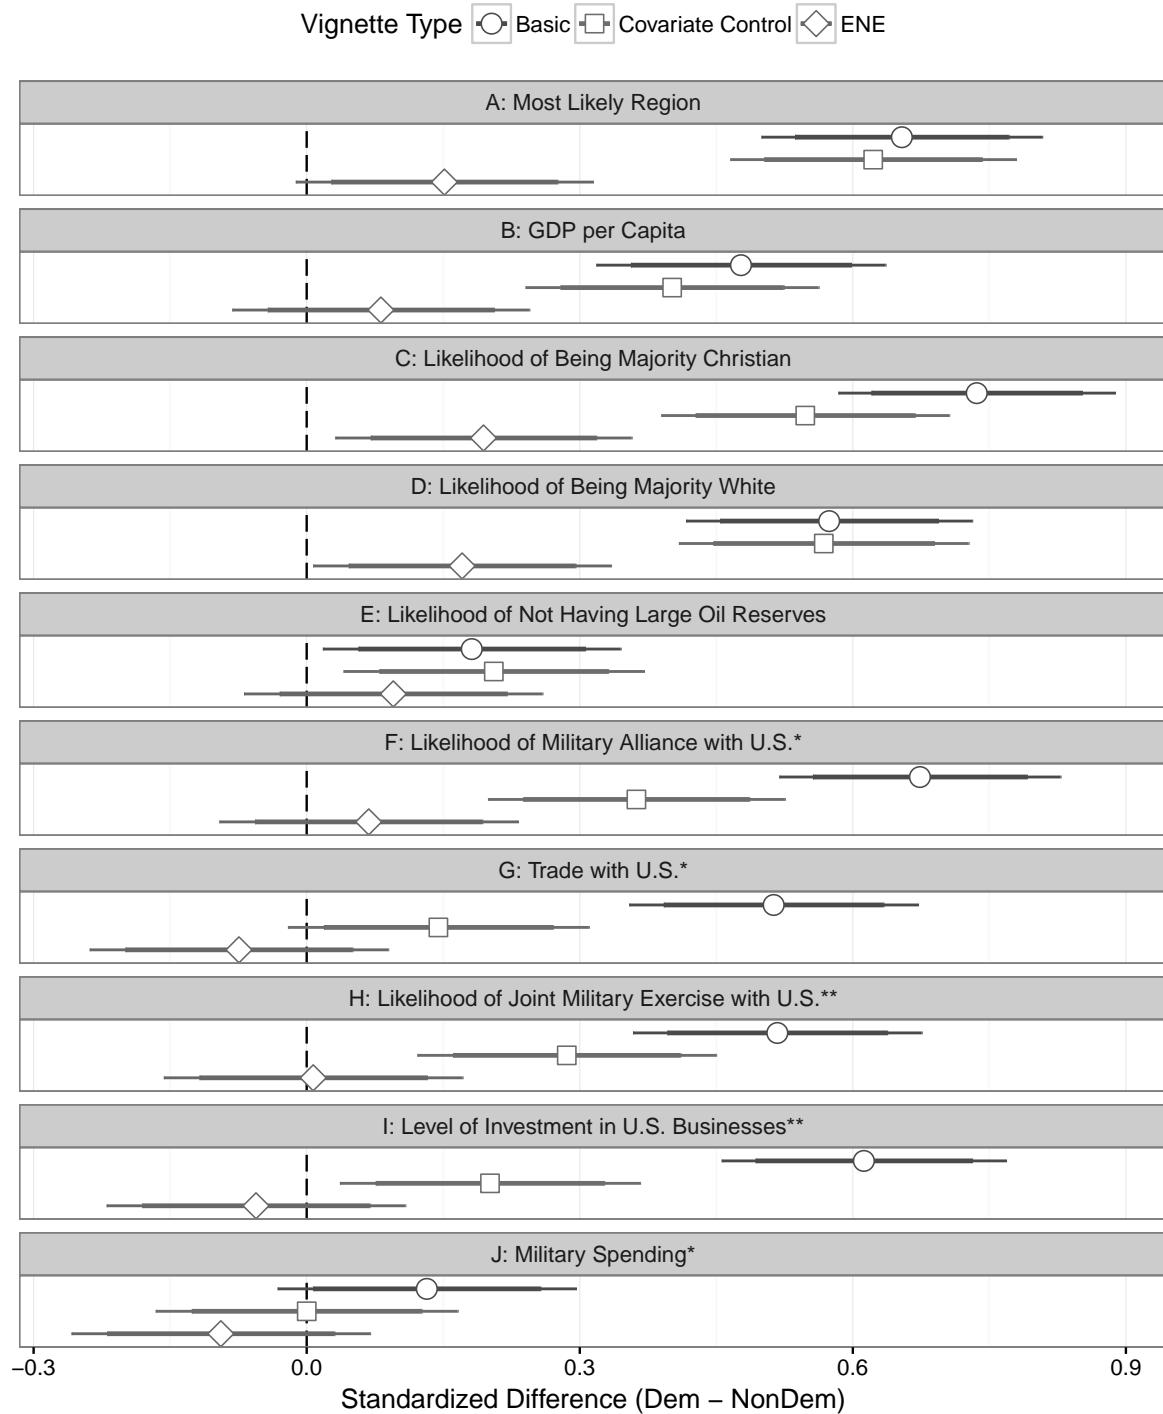 Vignette Type Basic Covariate Control ENE
A: Most Likely Region
B: GDP per Capita
C: Likelihood of Being Majority Christian
D: Likelihood of Being Majority White
E: Likelihood of Not Having Large Oil Reserves
F: Likelihood of Military Alliance with U.S.*
G: Trade with U.S.*
H: Likelihood of Joint Military Exercise with U.S.**
I: Level of Investment in U.S. Businesses**
J: Military Spending*
−0.3 0.0 0.3 0.6 0.9
Standardized Difference (Dem − NonDem)